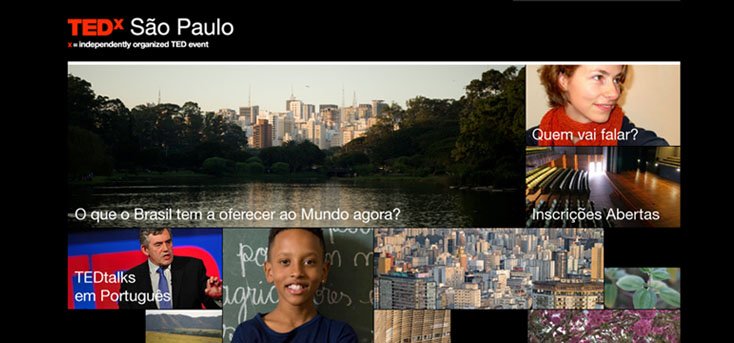 TEDx São Paulo
x = independently organized TED event
Quem vai falar?
O que o Brasil tem a oferecer ao Mundo agora?
Inscrições Abertas
TEDtalks
em Português